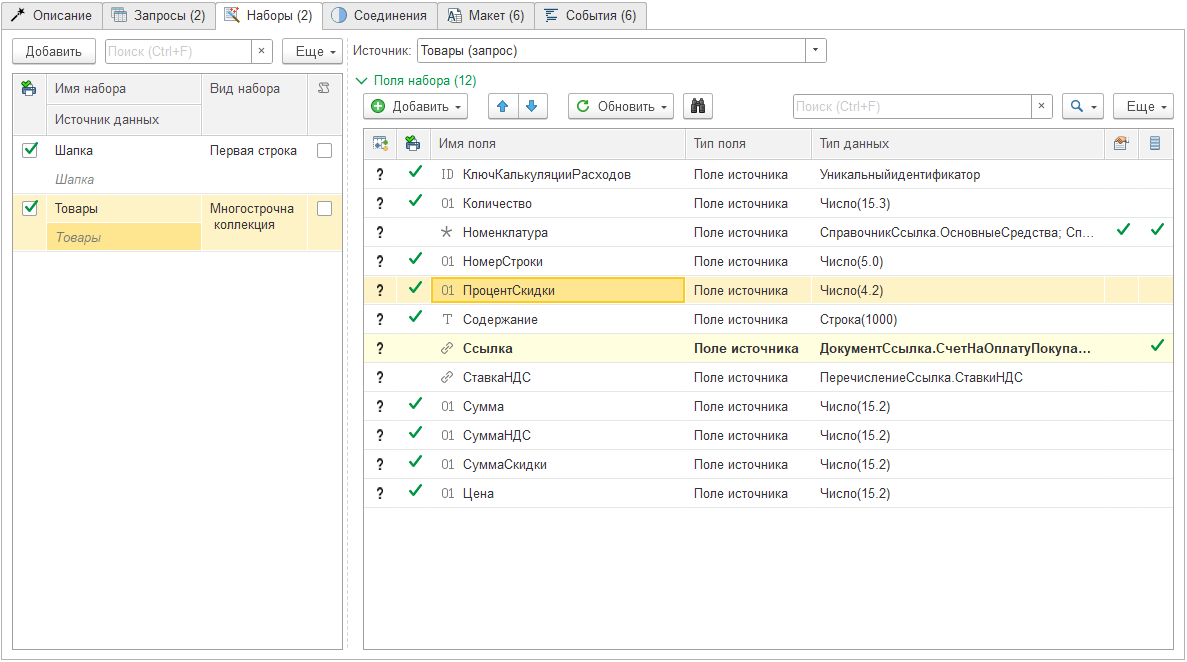 Описание Запросы (2) Наборы (2) Соединения Макет (6) События (6)
Добавить Поиск (Ctrl+F) × Еще
Источник: Товары (запрос)
Имя набора Вид набора
Источник данных
Шапка Первая строка
Шапка
Товары Многострочна
коллекция
Товары
Поля набора (12)
Добавить Обновить Поиск (Ctrl+F) × Еще
Имя поля Тип поля Тип данных
? ID КлючКалькуляцииРасходов Поле источника Уникальныйидентификатор
? 01 Количество Поле источника Число(15.3)
? Номенклатура Поле источника СправочникСсылка.ОсновныеСредства; Сп...
? 01 НомерСтроки Поле источника Число(5.0)
? 01 ПроцентСкидки Поле источника Число(4.2)
? T Содержание Поле источника Строка(1000)
? Ссылка Поле источника ДокументСсылка.СчетНаОплатуПокупа...
? СтавкаНДС Поле источника ПеречислениеСсылка.СтавкиНДС
? 01 Сумма Поле источника Число(15.2)
? 01 СуммаНДС Поле источника Число(15.2)
? 01 СуммаСкидки Поле источника Число(15.2)
? 01 Цена Поле источника Число(15.2)